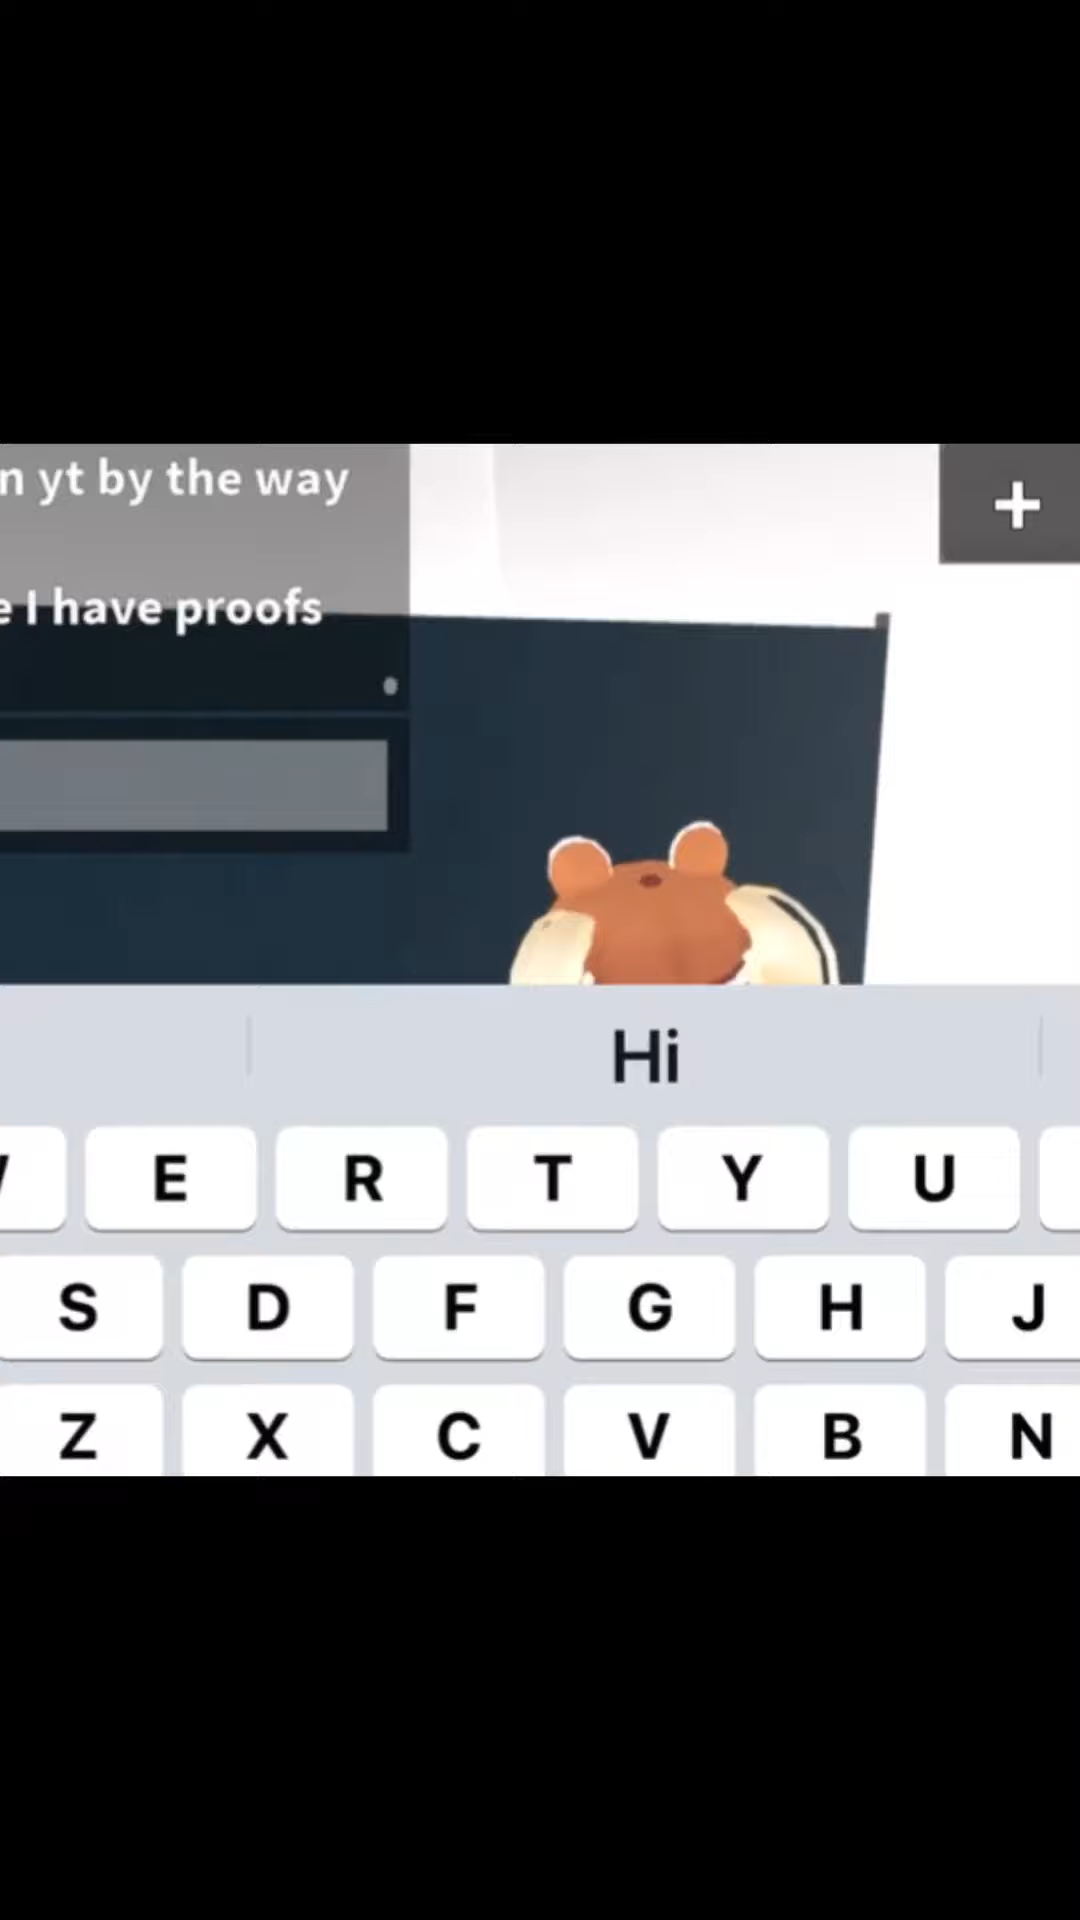 n yt by the way
e I have proofs
+
Hi
E R T Y U
S D F G H J
Z X C V B N